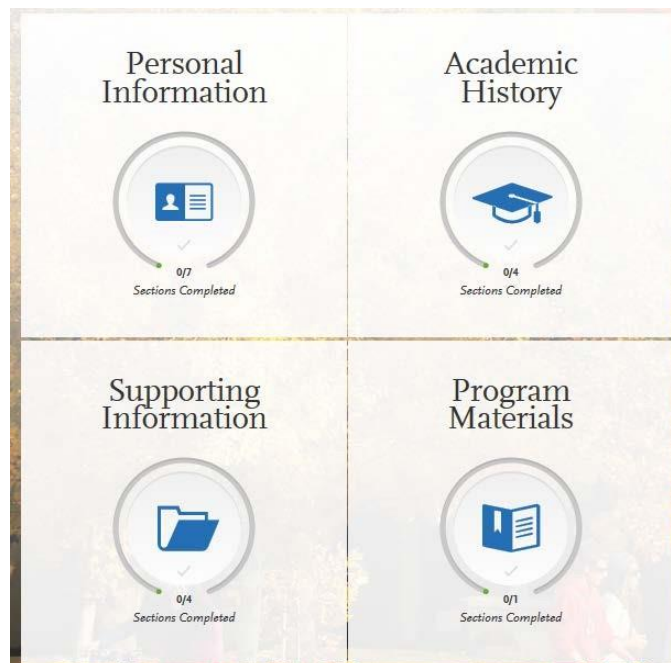 Personal
Information
0/7
Sections Completed
Academic
History
0/4
Sections Completed
Supporting
Information
0/4
Sections Completed
Program
Materials
0/1
Sections Completed